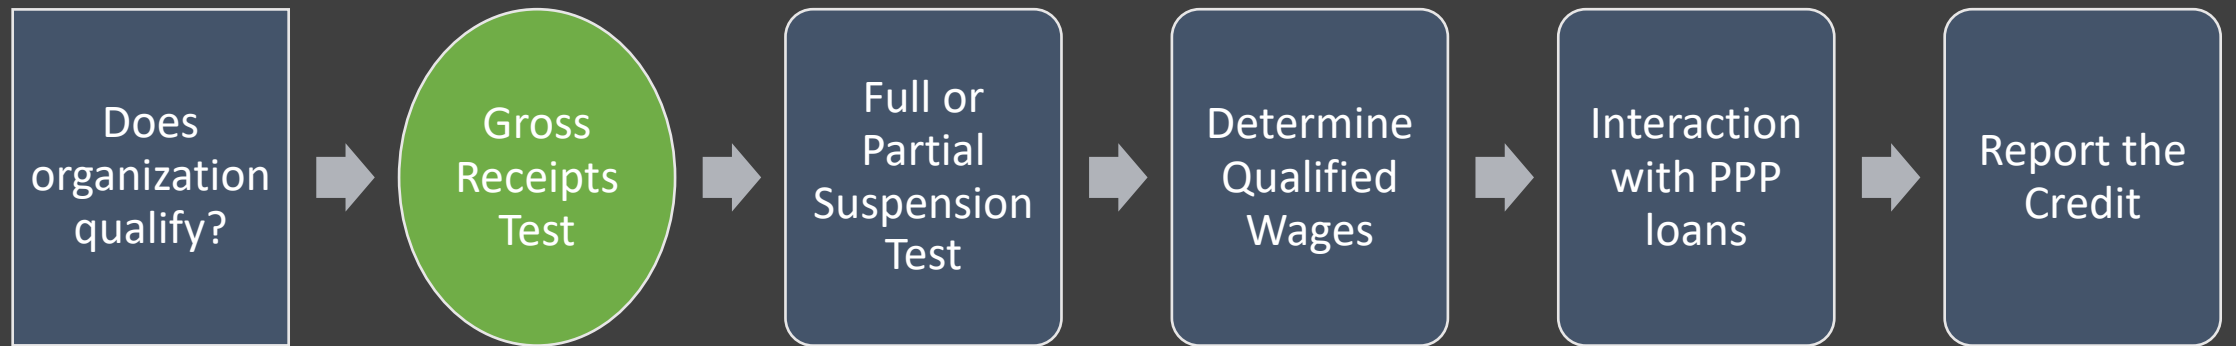 Does
organization
qualify?
Gross
Receipts
Test
Full or
Partial
Suspension
Test
Determine
Qualified
Wages
Interaction
with PPP
loans
Report the
Credit